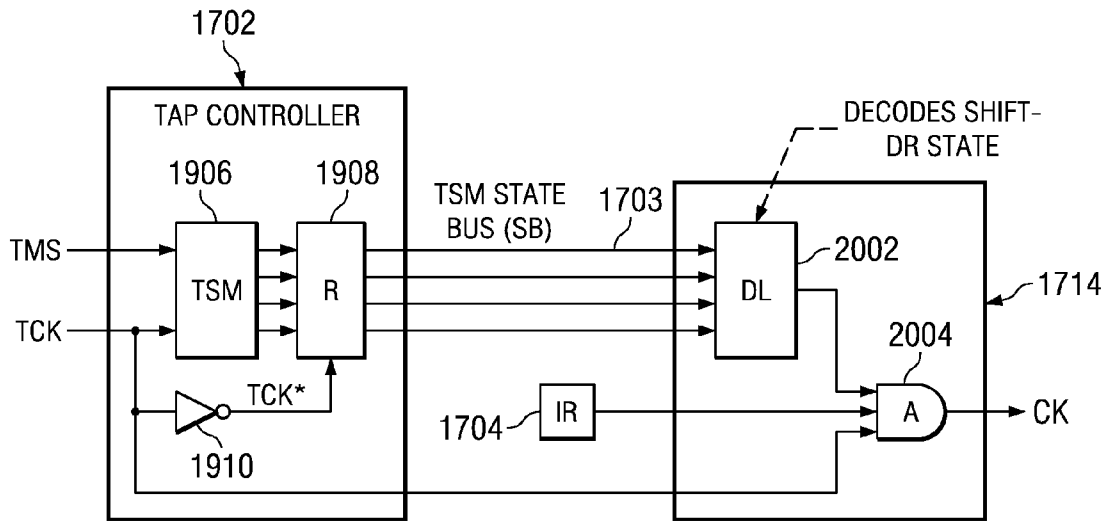 1702
TAP CONTROLLER
DECODES SHIFT-
DR STATE
1906
1908
TSM STATE
BUS (SB)
1703
TMS
TSM
R
DL
2002
1714
TCK
2004
TCK*
1910
1704
IR
A
CK